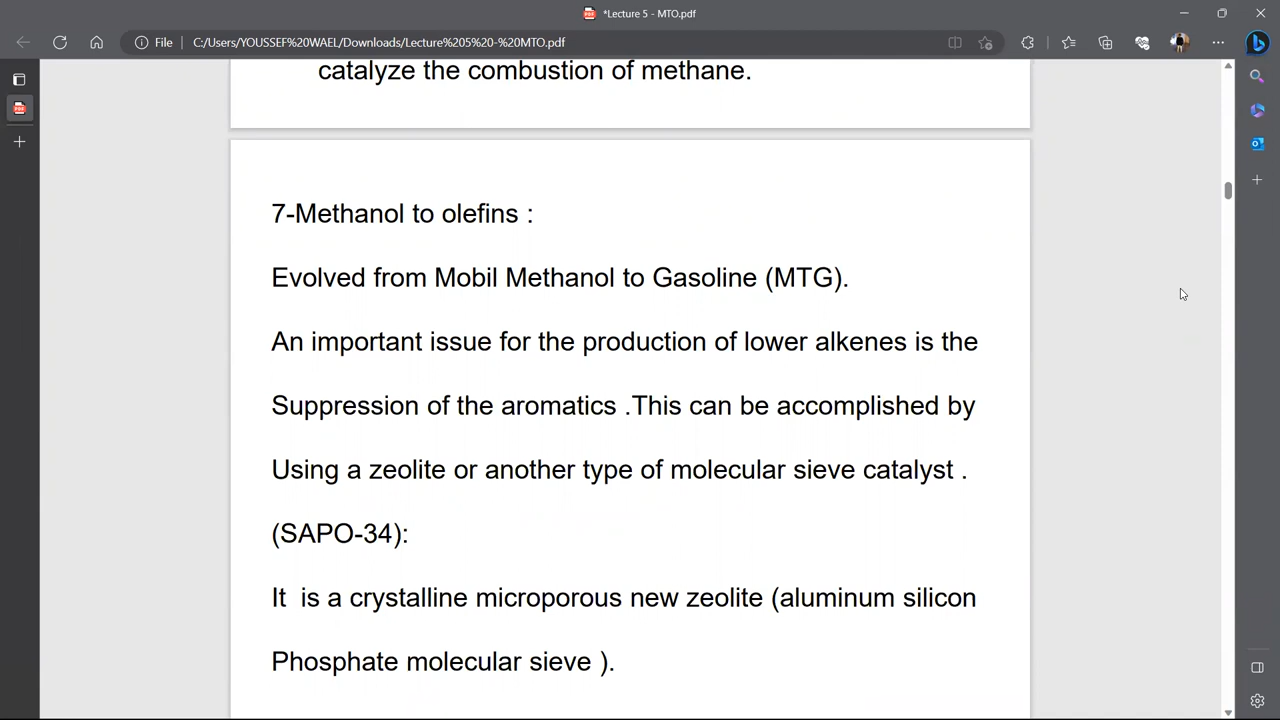 *Lecture 5 - MTO.pdf
File | C:/Users/YOUSSEF%20WAEL/Downloads/Lecture%205%20-%20MTO.pdf
catalyze the combustion of methane.
7-Methanol to olefins :
Evolved from Mobil Methanol to Gasoline (MTG).
An important issue for the production of lower alkenes is the
Suppression of the aromatics .This can be accomplished by
Using a zeolite or another type of molecular sieve catalyst .
(SAPO-34):
It is a crystalline microporous new zeolite (aluminum silicon
Phosphate molecular sieve ).